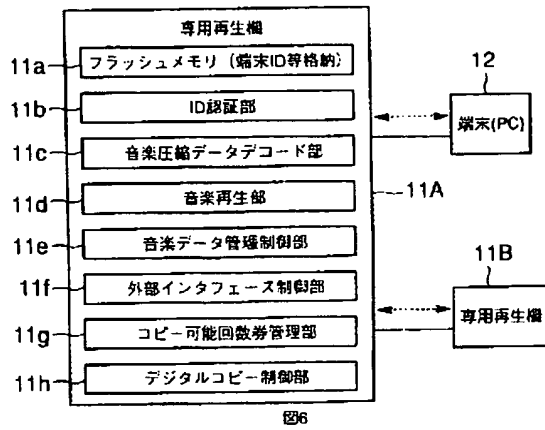 専用再生機
11a フラッシュメモリ（端末ID等格納）
11b ID認証部
11c 音楽圧縮データデコード部
11d 音楽再生部
11e 音楽データ管理制御部
11f 外部インタフェース制御部
11g コピー可能回数券管理部
11h デジタルコピー制御部
11A
12
端末(PC)
11B
専用再生機
図6